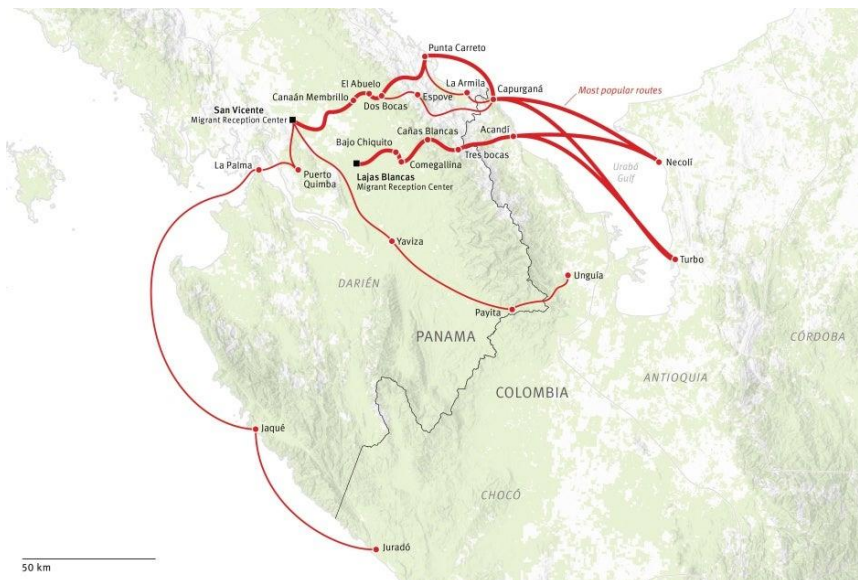 Punta Carreto
La Armila
Capurganá
El Abuelo
Canaán Membrillo
Dos Bocas
Espove
Most popular routes
San Vicente
Migrant Reception Center
Cañas Blancas
Acandí
Bajo Chiquito
Tres bocas
Comegallina
Necolí
Urabá
Gulf
La Palma
Puerto
Quimba
Lajas Blancas
Migrant Reception Center
Yaviza
Turbo
Unguía
DARIÉN
Payita
PANAMA
CÓRDOBA
ANTIOQUIA
COLOMBIA
Jaqué
CHOCÓ
Juradó
50 km